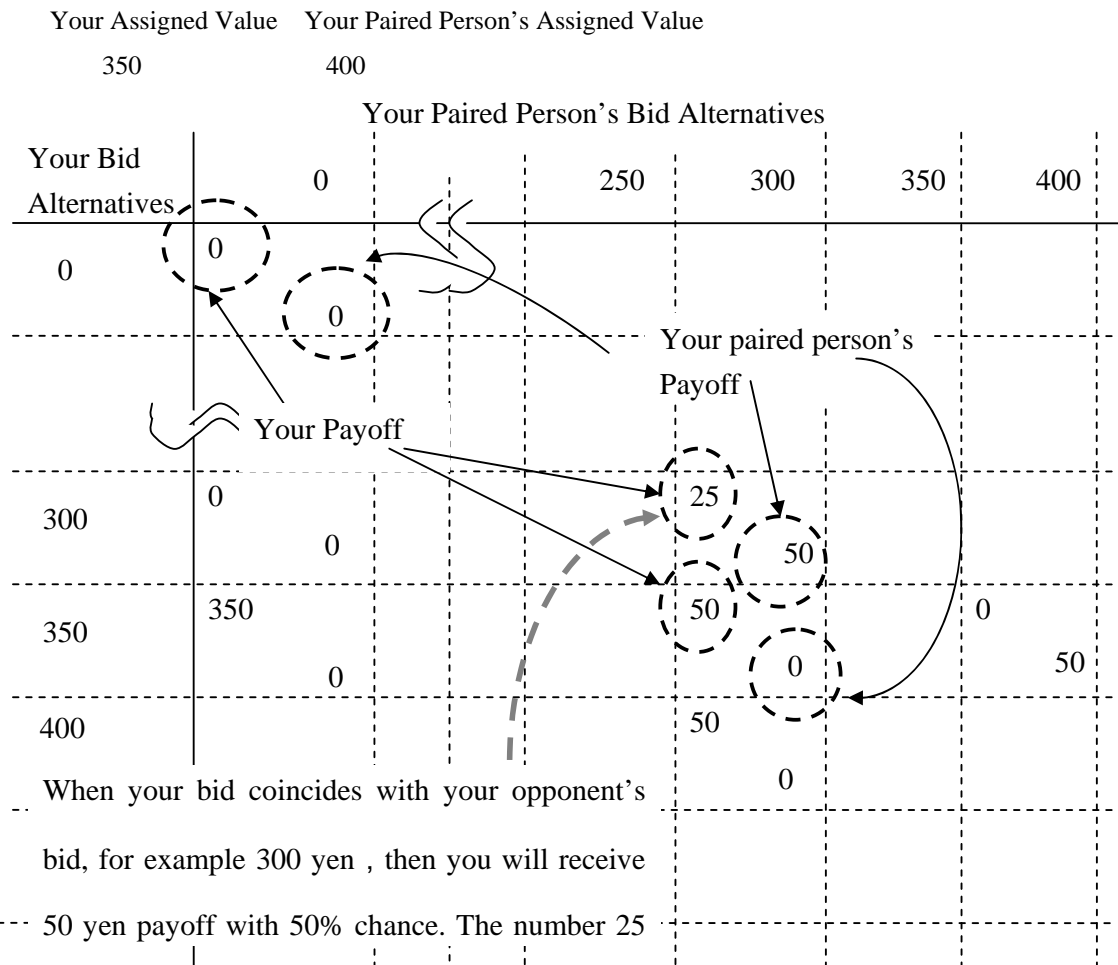 Your Assigned Value Your Paired Person's Assigned Value
350 400
Your Paired Person's Bid Alternatives
Your Bid
Alternatives
0 250 300 350 400
0
0
0
Your paired person's
Payoff
Your Payoff
0 25
300
0 50
350 50 0
350
0 0 50
400 50
0
When your bid coincides with your opponent's
bid, for example 300 yen , then you will receive
50 yen payoff with 50% chance. The number 25